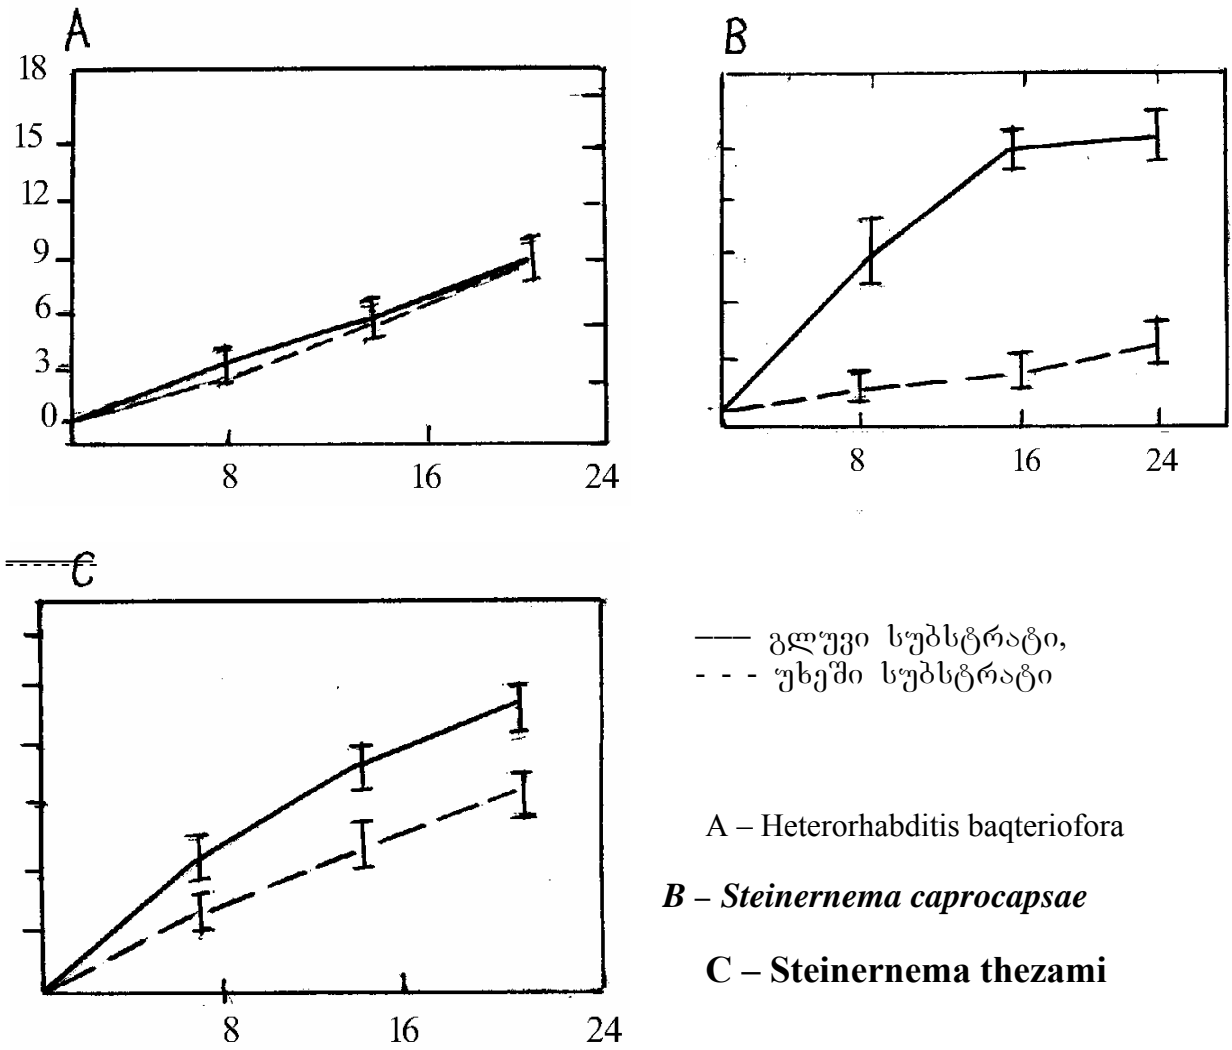 A
18
15
12
9
6
3
0
8 16 24
B
8 16 24
C
8 16 24
——— გლუვი სუბსტრატი,
- - - უხეში სუბსტრატი
A – Heterorhabditis baqteriofora
B – Steinernema caprocapsae
C – Steinernema thezami